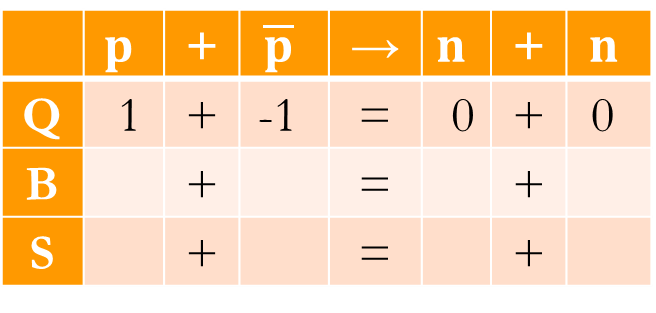 p + p̅ → n + n
Q 1 + -1 = 0 + 0
B + = +
S + = +